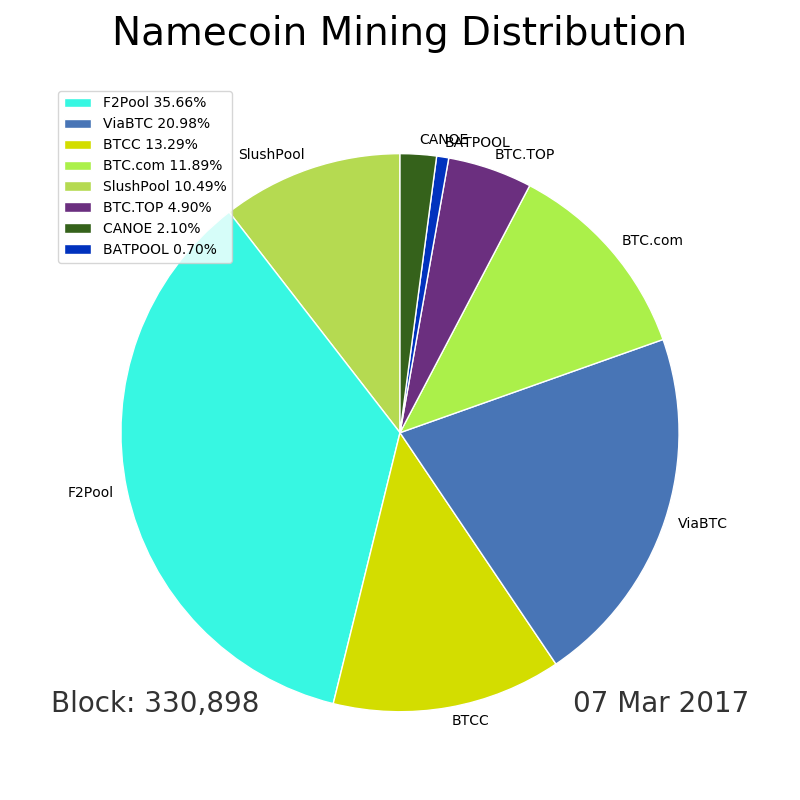 Namecoin Mining Distribution
F2Pool 35.66%
ViaBTC 20.98%
BTCC 13.29%
BTC.com 11.89%
SlushPool 10.49%
BTC.TOP 4.90%
CANOE 2.10%
BATPOOL 0.70%
SlushPool
CANOE
BATPOOL
BTC.TOP
BTC.com
F2Pool
ViaBTC
BTCC
Block: 330,898
07 Mar 2017